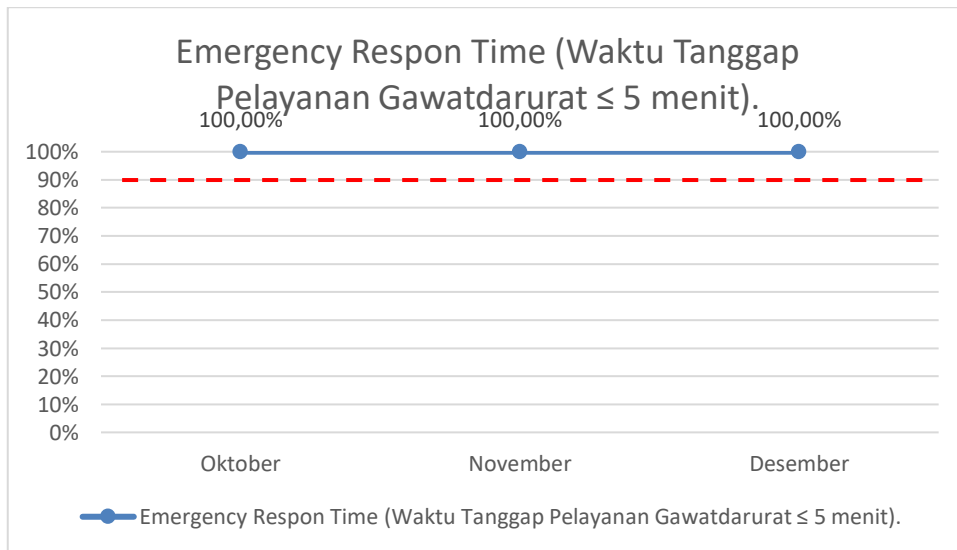 Emergency Respon Time (Waktu Tanggap
Pelayanan Gawatdarurat ≤ 5 menit).
100,00% 100,00% 100,00%
100%
90%
80%
70%
60%
50%
40%
30%
20%
10%
0%
Oktober November Desember
Emergency Respon Time (Waktu Tanggap Pelayanan Gawatdarurat ≤ 5 menit).